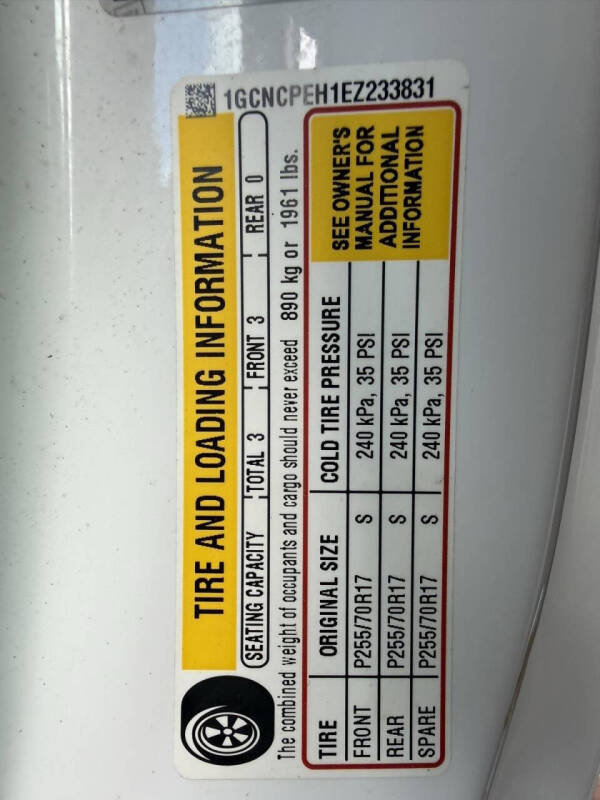 1GCNCPEH1EZ233831
TIRE AND LOADING INFORMATION
SEATING CAPACITY TOTAL 3 FRONT 3 REAR 0
The combined weight of occupants and cargo should never exceed 890 kg or 1961 lbs.
TIRE ORIGINAL SIZE COLD TIRE PRESSURE
FRONT P255/70R17 S 240 kPa, 35 PSI
REAR P255/70R17 S 240 kPa, 35 PSI
SPARE P255/70R17 S 240 kPa, 35 PSI
SEE OWNER'S
MANUAL FOR
ADDITIONAL
INFORMATION